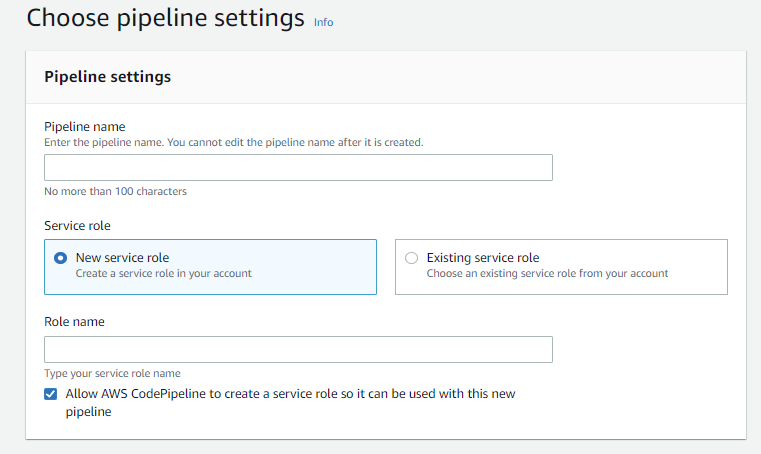 Choose pipeline settings Info
Pipeline settings
Pipeline name
Enter the pipeline name. You cannot edit the pipeline name after it is created.
No more than 100 characters
Service role
New service role
Create a service role in your account
Existing service role
Choose an existing service role from your account
Role name
Type your service role name
Allow AWS CodePipeline to create a service role so it can be used with this new
pipeline